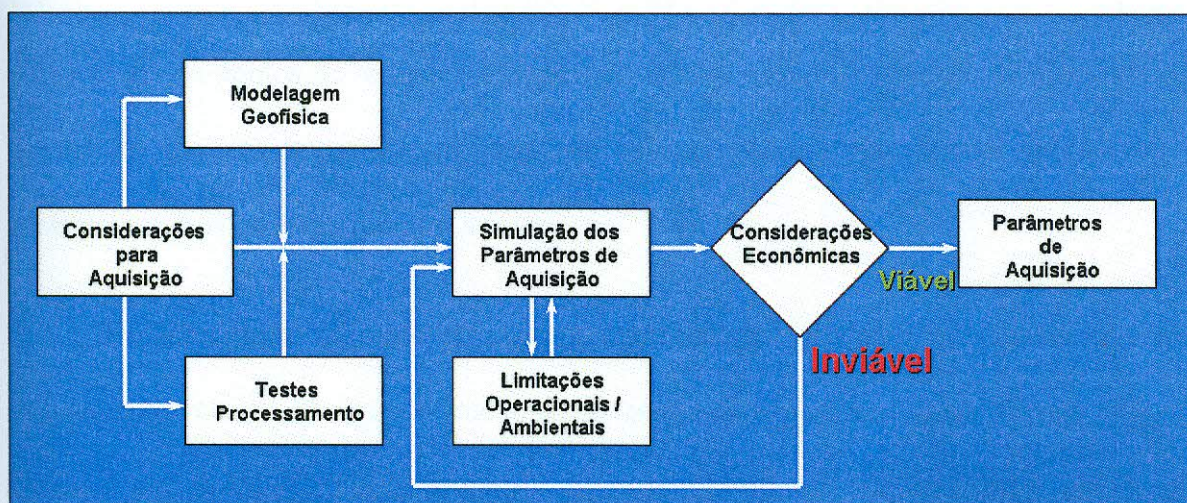 Modelagem
Geofísica
Considerações
para
Aquisição
Testes
Processamento
Simulação dos
Parâmetros de
Aquisição
Limitações
Operacionais /
Ambientais
Considerações
Econômicas
Viável
Inviável
Parâmetros
de
Aquisição